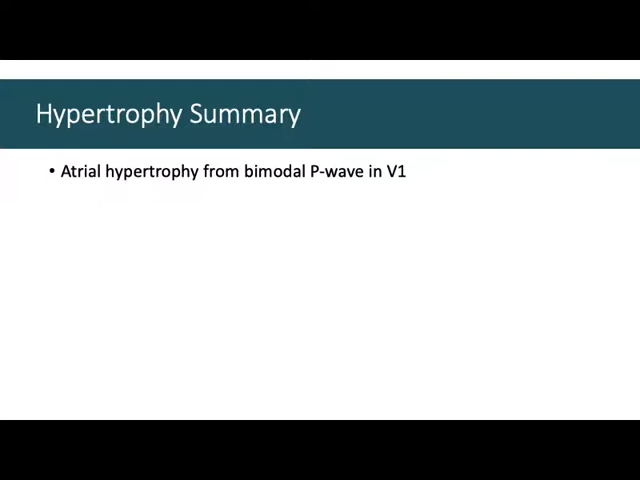 Hypertrophy Summary
• Atrial hypertrophy from bimodal P-wave in V1